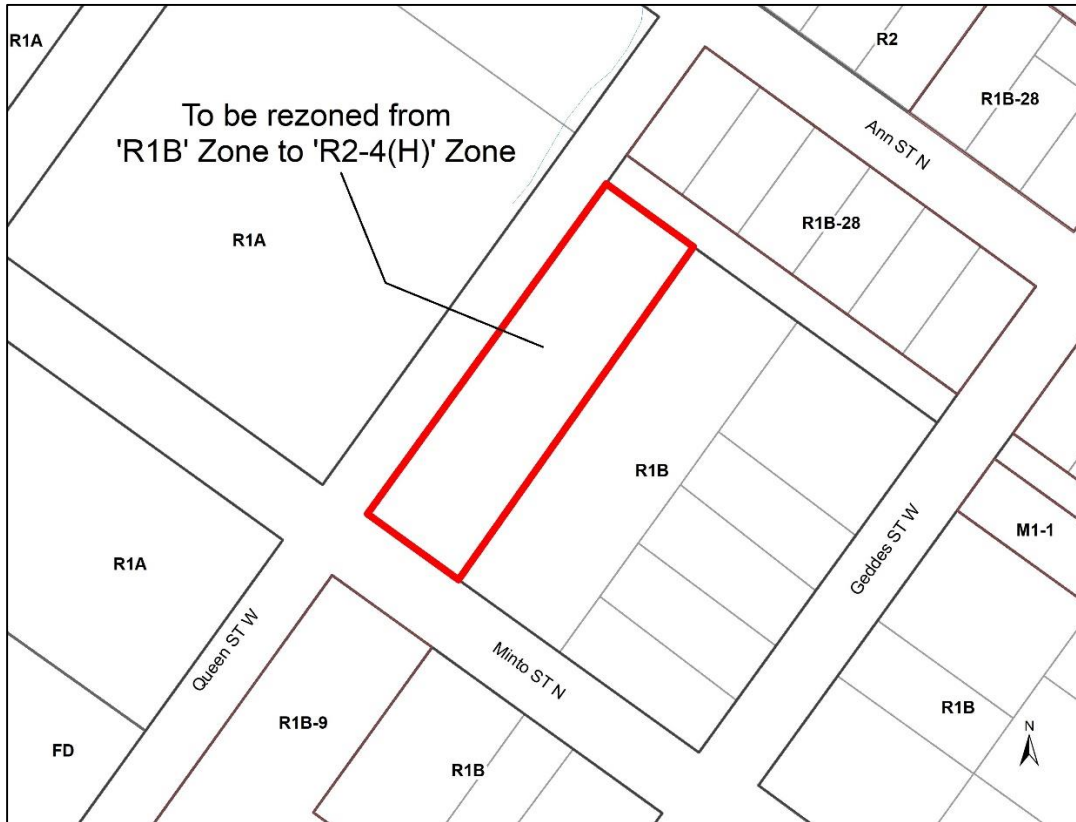 R1A
R2
R1B-28
To be rezoned from
'R1B' Zone to 'R2-4(H)' Zone
Ann ST N
R1B-28
R1A
R1B
M1-1
R1A
Geddes ST W
Queen ST W
Minto ST N
R1B-9
R1B
R1B
FD
N